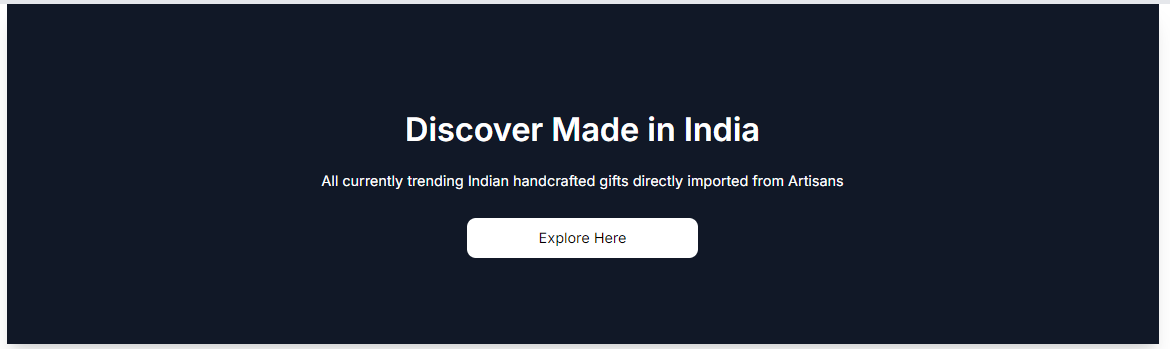 Discover Made in India
All currently trending Indian handcrafted gifts directly imported from Artisans
Explore Here